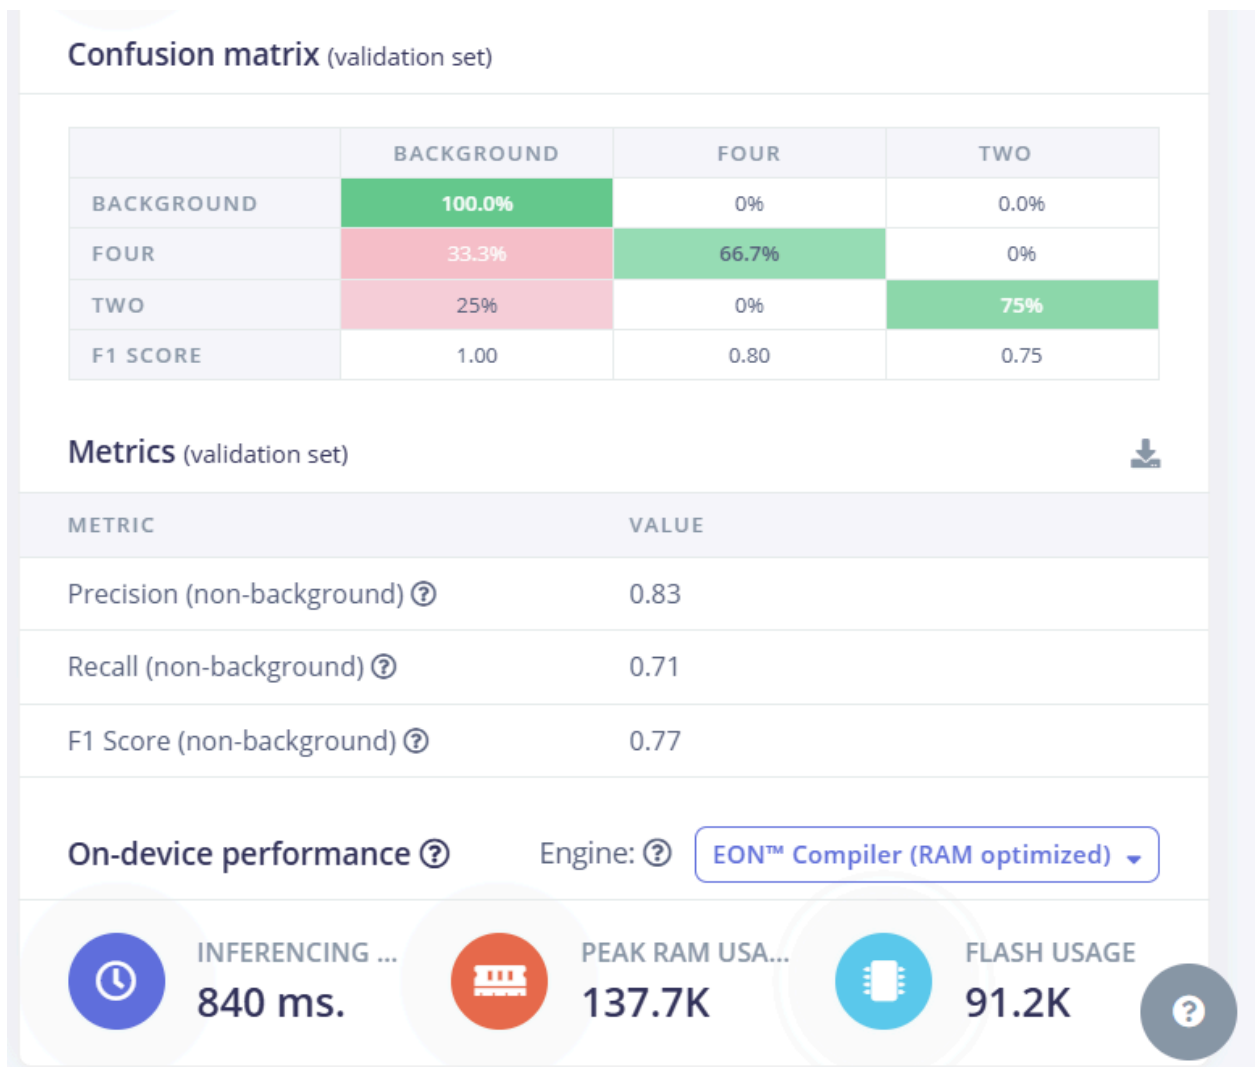 Confusion matrix (validation set)
BACKGROUND FOUR TWO
BACKGROUND 100.0% 0% 0.0%
FOUR 33.3% 66.7% 0%
TWO 25% 0% 75%
F1 SCORE 1.00 0.80 0.75
Metrics (validation set)
METRIC VALUE
Precision (non-background) ? 0.83
Recall (non-background) ? 0.71
F1 Score (non-background) ? 0.77
On-device performance ? Engine: ? EON™ Compiler (RAM optimized)
INFERENCING ... PEAK RAM USA... FLASH USAGE
840 ms. 137.7K 91.2K
?